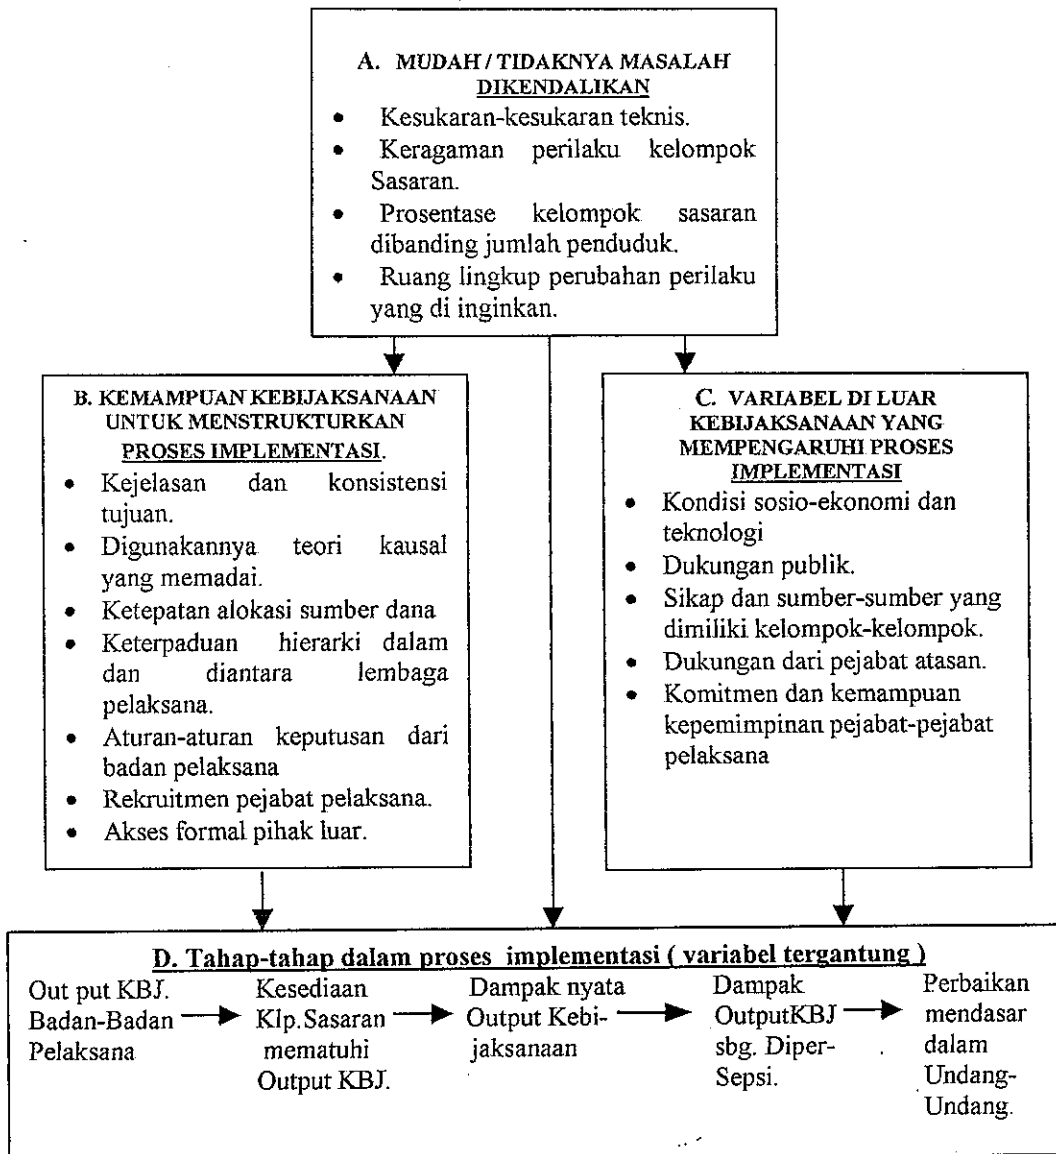 A. MUDAH / TIDAKNYA MASALAH
DIKENDALIKAN
• Kesukaran-kesukaran teknis.
• Keragaman perilaku kelompok
Sasaran.
• Prosentase kelompok sasaran
dibanding jumlah penduduk.
• Ruang lingkup perubahan perilaku
yang di inginkan.
B. KEMAMPUAN KEBIJAKSANAAN
UNTUK MENSTRUKTURKAN
PROSES IMPLEMENTASI.
• Kejelasan dan konsistensi
tujuan.
• Digunakannya teori kausal
yang memadai.
• Ketepatan alokasi sumber dana
• Keterpaduan hierarki dalam
dan diantara lembaga
pelaksana.
• Aturan-aturan keputusan dari
badan pelaksana
• Rekruitmen pejabat pelaksana.
• Akses formal pihak luar.
C. VARIABEL DI LUAR
KEBIJAKSANAAN YANG
MEMPENGARUHI PROSES
IMPLEMENTASI
• Kondisi sosio-ekonomi dan
teknologi
• Dukungan publik.
• Sikap dan sumber-sumber yang
dimiliki kelompok-kelompok.
• Dukungan dari pejabat atasan.
• Komitmen dan kemampuan
kepemimpinan pejabat-pejabat
pelaksana
D. Tahap-tahap dalam proses implementasi ( variabel tergantung )
Out put KBJ.
Badan-Badan
Pelaksana
Kesediaan
Klp.Sasaran
mematuhi
Output KBJ.
Dampak nyata
Output Kebi-
jaksanaan
Dampak
OutputKBJ
sbg. Diper-
Sepsi.
Perbaikan
mendasar
dalam
Undang-
Undang.